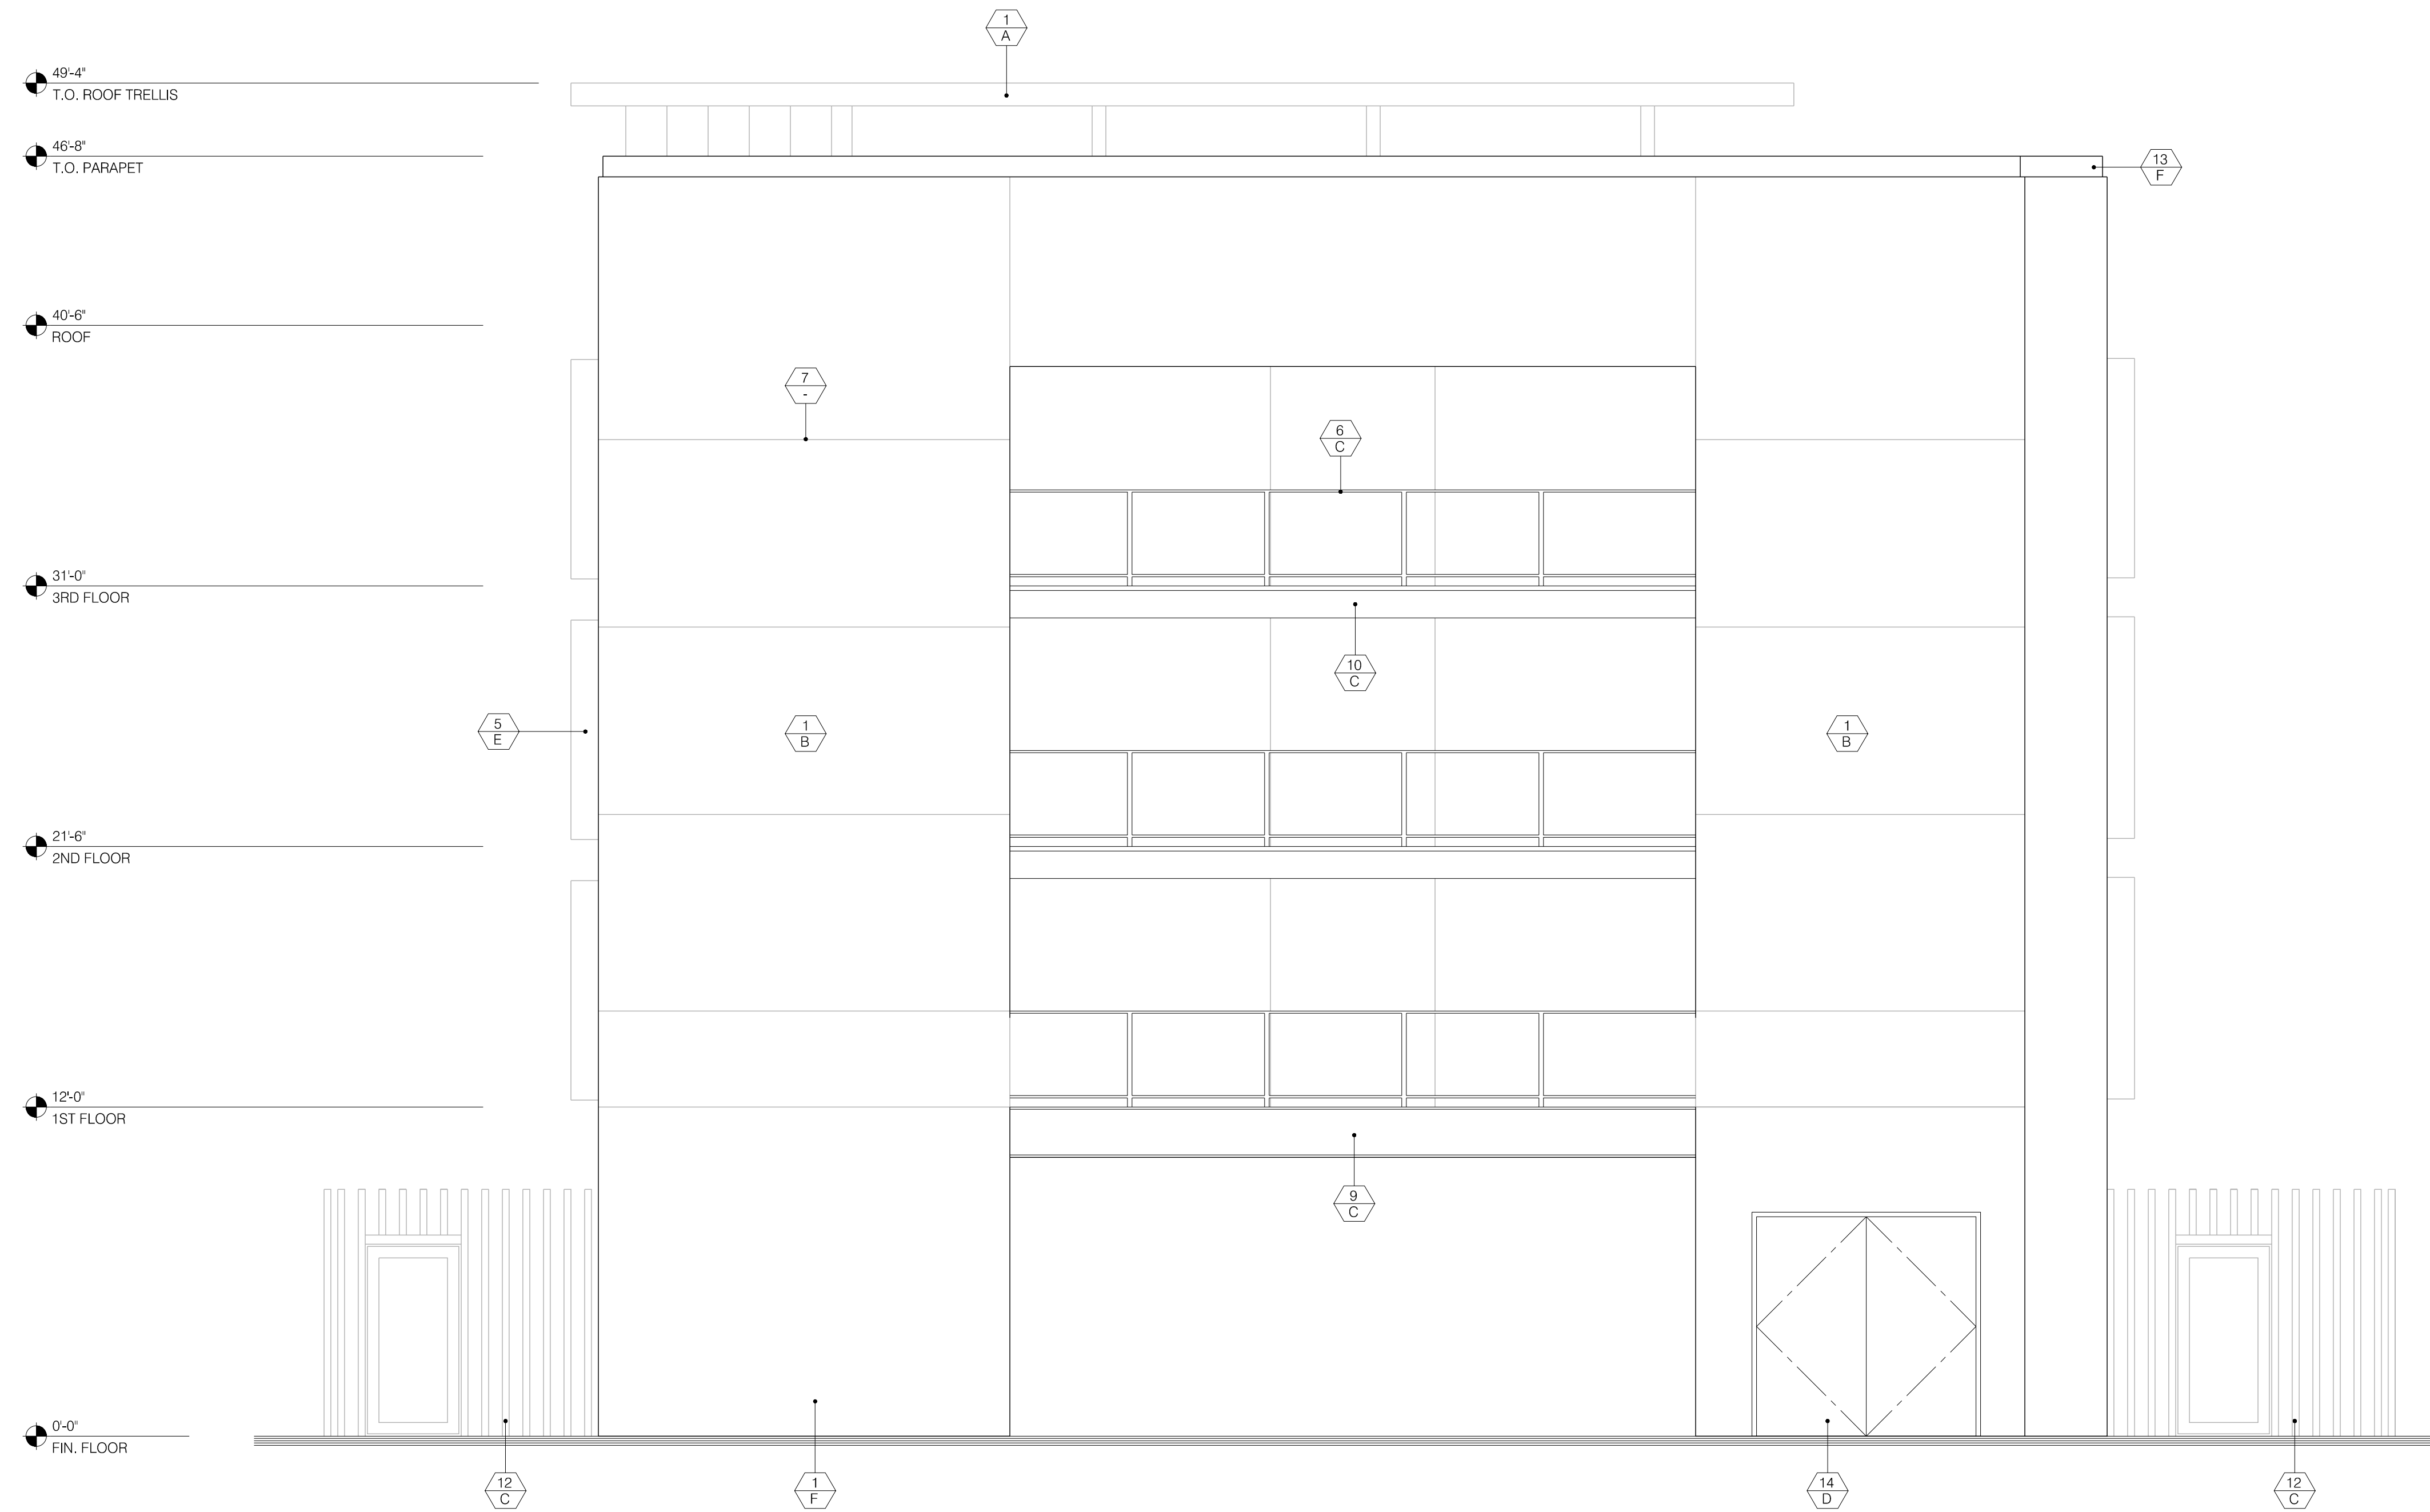 1
A
49'-4"
T.O. ROOF TRELLIS
46'-8"
T.O. PARAPET
13
F
40'-6"
ROOF
7
-
6
C
31'-0"
3RD FLOOR
10
C
5
E
1
B
1
B
21'-6"
2ND FLOOR
12'-0"
1ST FLOOR
9
C
0'-0"
FIN. FLOOR
12
C
1
F
14
D
12
C